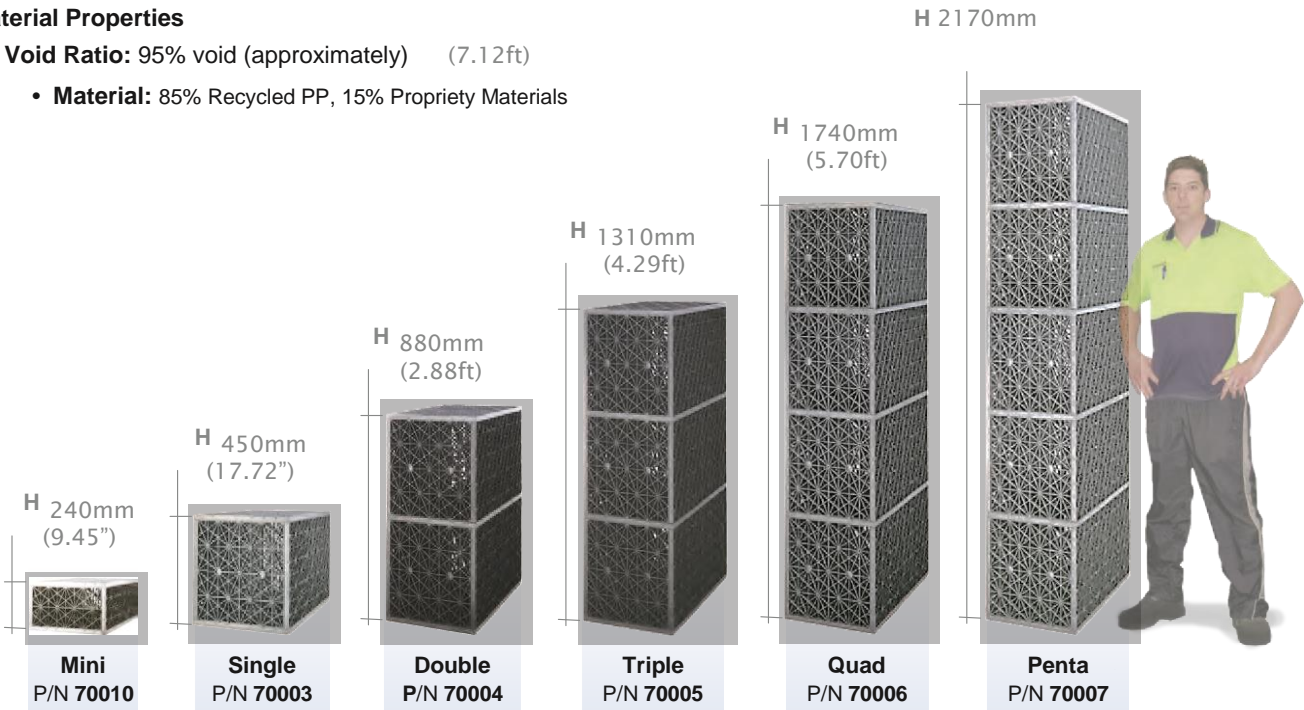 aterial Properties
H 2170mm
Void Ratio: 95% void (approximately) (7.12ft)
• Material: 85% Recycled PP, 15% Propriety Materials
H 1740mm
(5.70ft)
H 1310mm
(4.29ft)
H 880mm
(2.88ft)
H 450mm
(17.72”)
H 240mm
(9.45”)
Mini
P/N 70010
Single
P/N 70003
Double
P/N 70004
Triple
P/N 70005
Quad
P/N 70006
Penta
P/N 70007